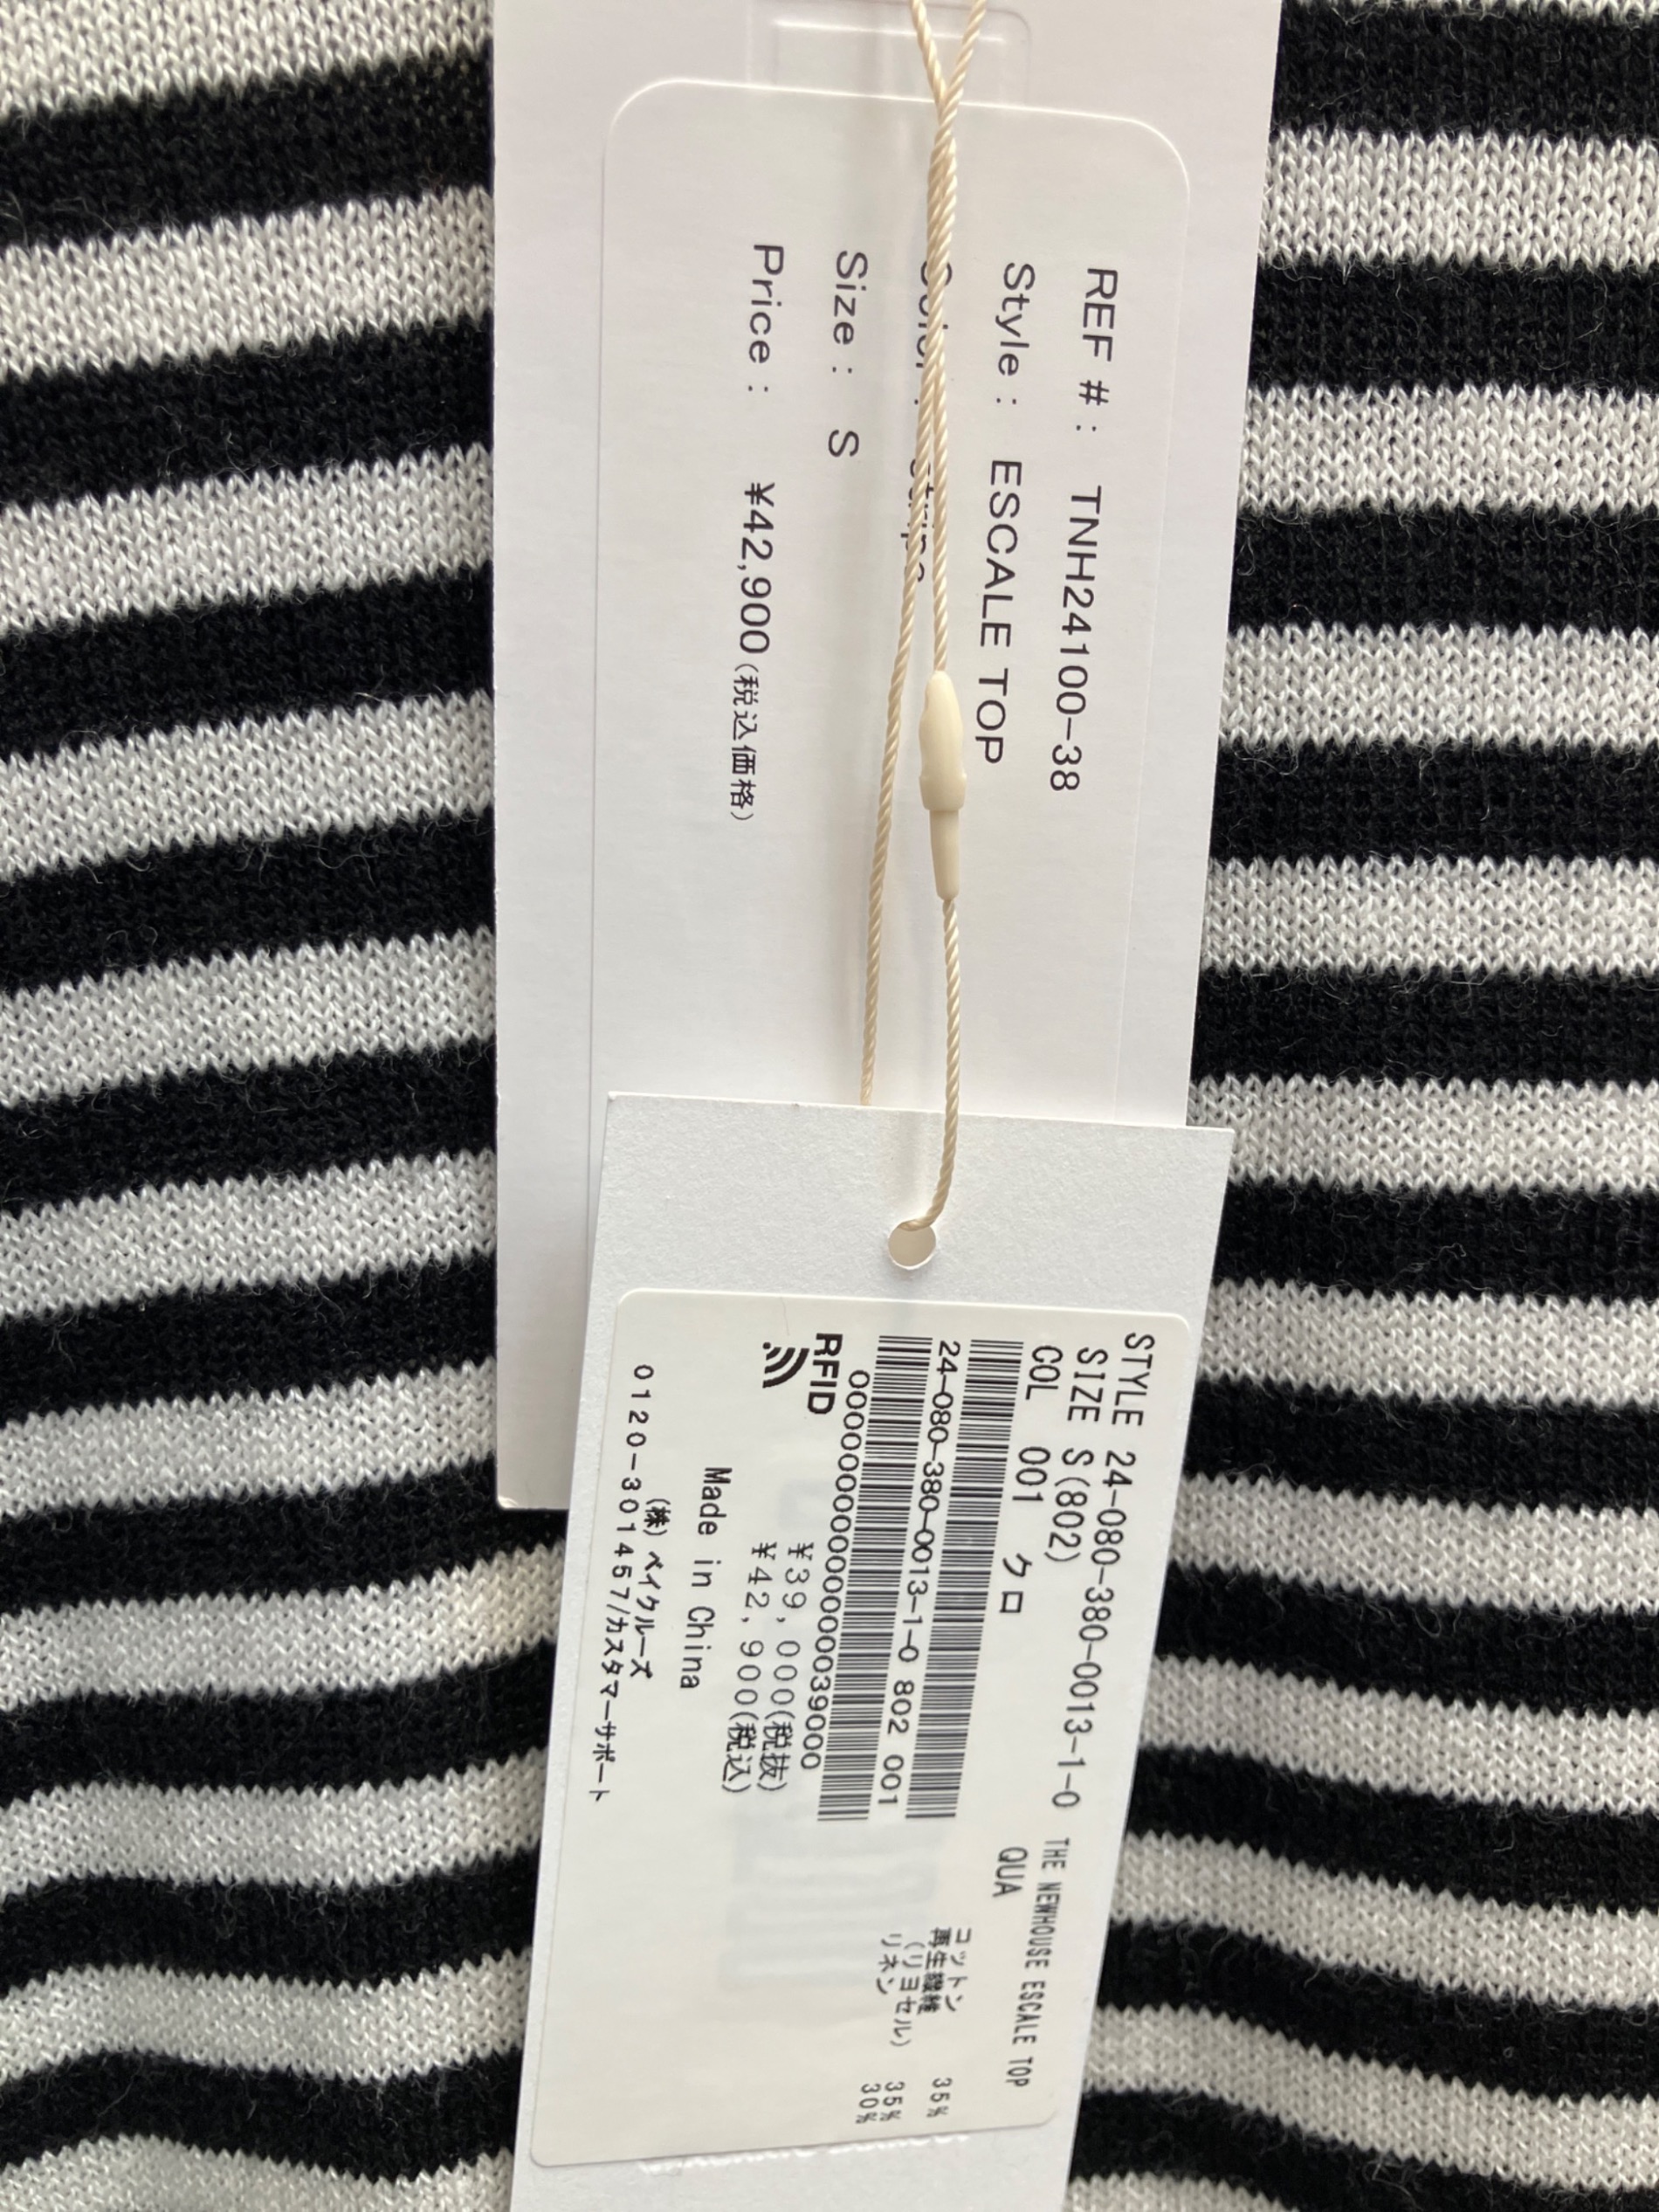 REF #: TNH24100-38
Style: ESCALE TOP
Color: Stripe
Size: S
Price: ¥42,900(税込価格)
STYLE 24-080-380-0013-1-0 THE NEWHOUSE ESCALE TOP
SIZE S(802) QUA
COL 001 クロ
コットン 35%
再生繊維
(リヨセル) 35%
リネン 30%
24-080-380-0013-1-0 802 001
RFID
¥39,000(税抜)
¥42,900(税込)
Made in China
(株)ベイクルーズ
0120-301457/カスタマーサポート